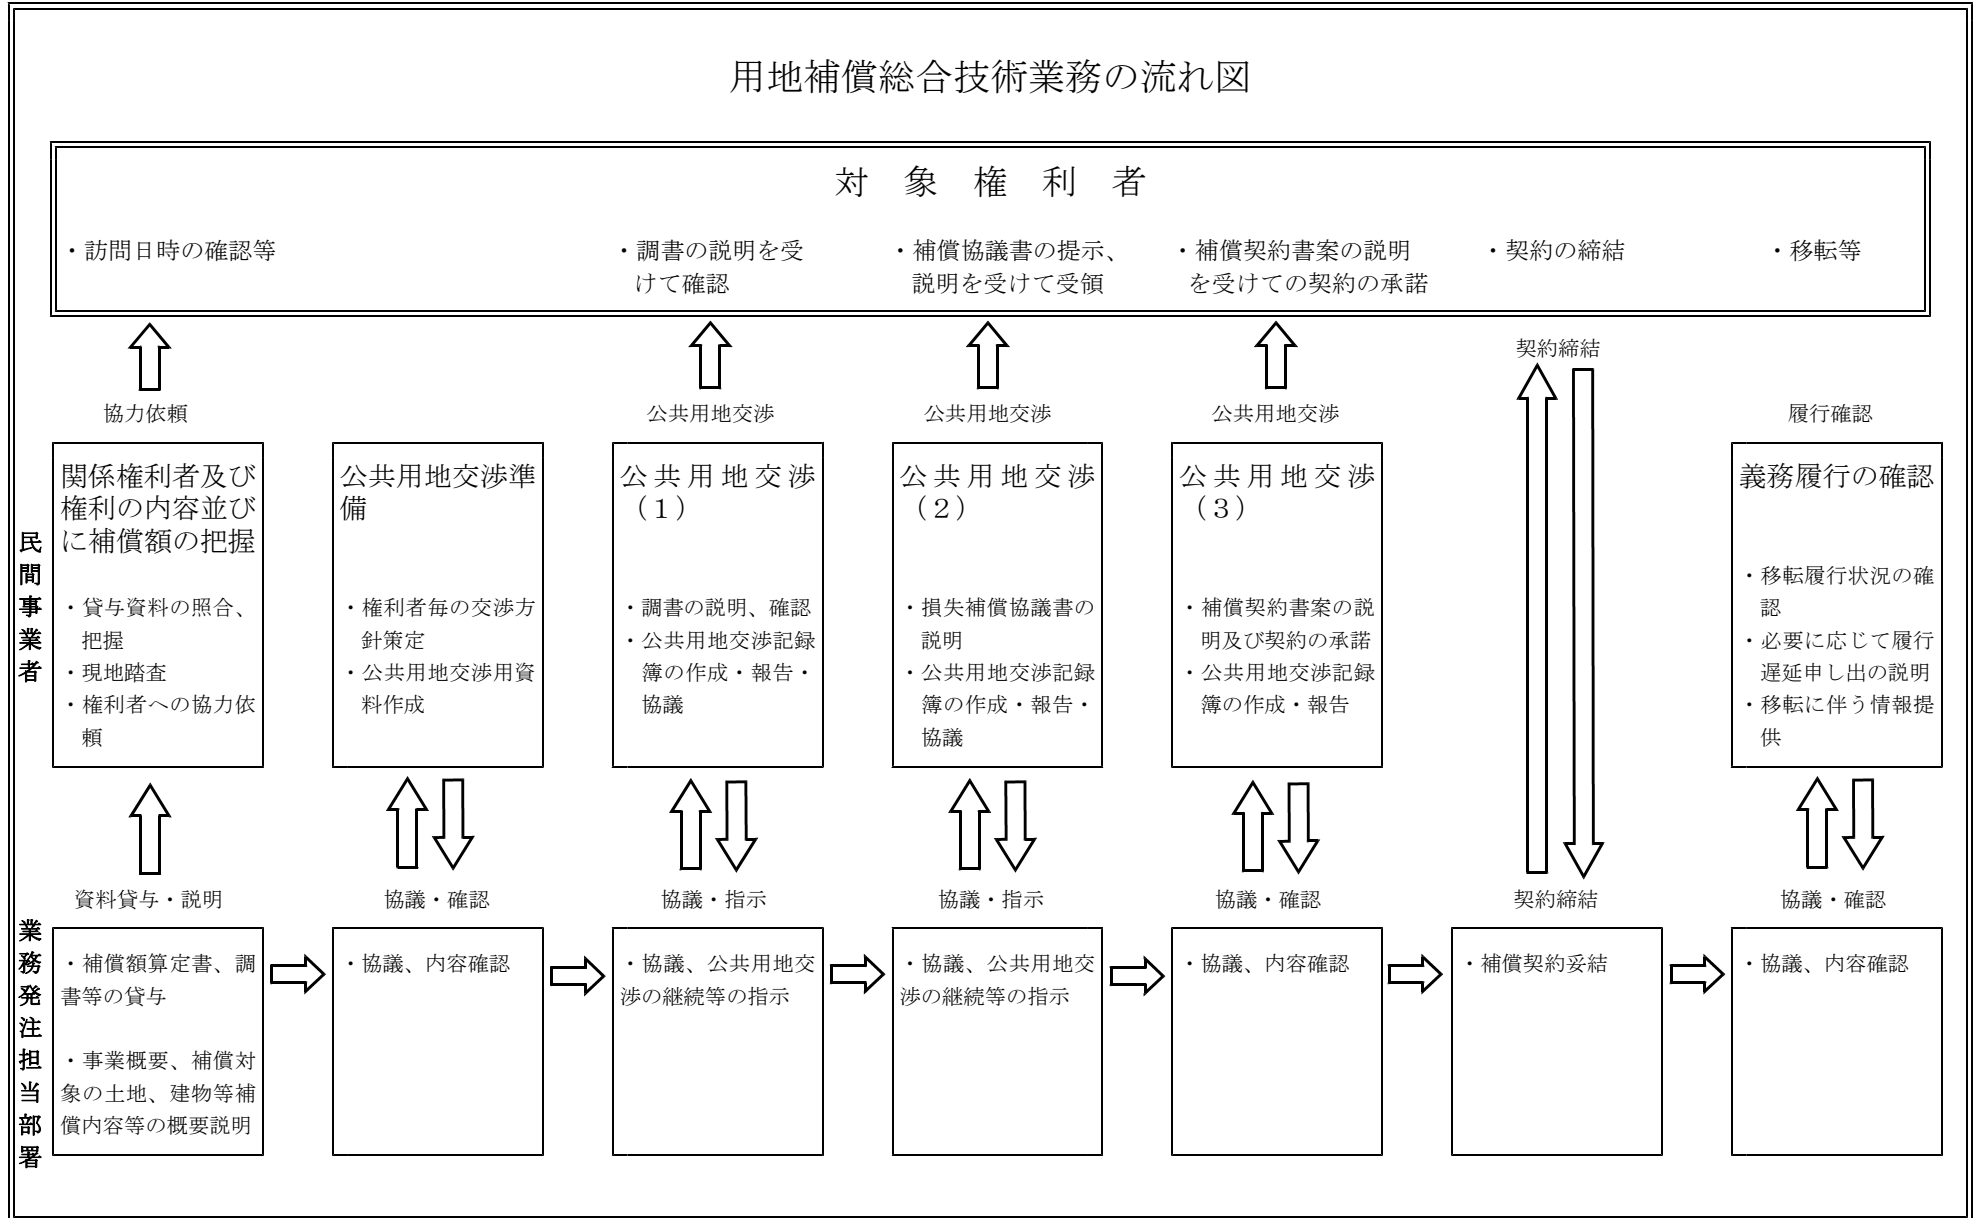 用地補償総合技術業務の流れ図
対　象　権　利　者
・訪問日時の確認等
・調書の説明を受
けて確認
・補償協議書の提示、
説明を受けて受領
・補償契約書案の説明
を受けての契約の承諾
・契約の締結
・移転等
協力依頼
公共用地交渉
公共用地交渉
公共用地交渉
契約締結
履行確認
民間事業者
関係権利者及び
権利の内容並び
に補償額の把握
・貸与資料の照合、
把握
・現地踏査
・権利者への協力依
頼
公共用地交渉準
備
・権利者毎の交渉方
針策定
・公共用地交渉用資
料作成
公共用地交渉
（１）
・調書の説明、確認
・公共用地交渉記録
簿の作成・報告・
協議
公共用地交渉
（２）
・損失補償協議書の
説明
・公共用地交渉記録
簿の作成・報告・
協議
公共用地交渉
（３）
・補償契約書案の説
明及び契約の承諾
・公共用地交渉記録
簿の作成・報告
義務履行の確認
・移転履行状況の確
認
・必要に応じて履行
遅延申し出の説明
・移転に伴う情報提
供
資料貸与・説明
協議・確認
協議・指示
協議・指示
協議・確認
契約締結
協議・確認
業務発注担当部署
・補償額算定書、調
書等の貸与
・事業概要、補償対
象の土地、建物等補
償内容等の概要説明
・協議、内容確認
・協議、公共用地交
渉の継続等の指示
・協議、公共用地交
渉の継続等の指示
・協議、内容確認
・補償契約妥結
・協議、内容確認